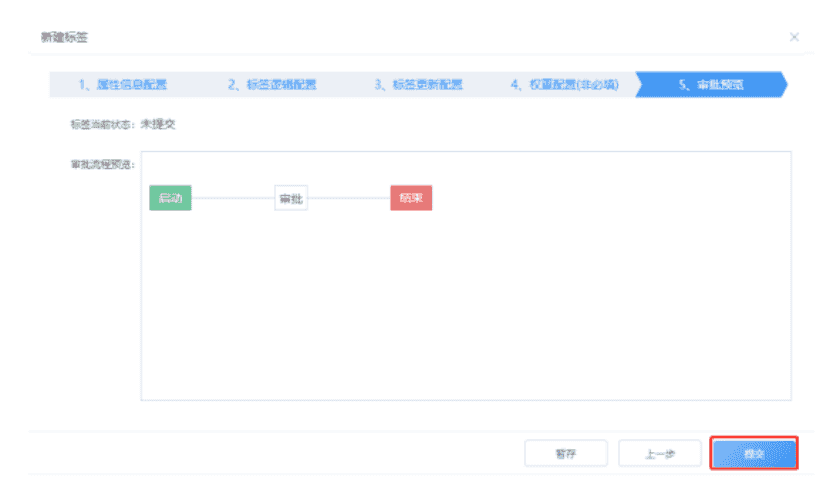 新建标签
1、属性信息配置 2、标签逻辑配置 3、标签更新配置 4、权重配置(非必填) 5、审批预览
标签当前状态：未提交
审批流程预览：
启动 审批 结束
暂存 上一步 提交